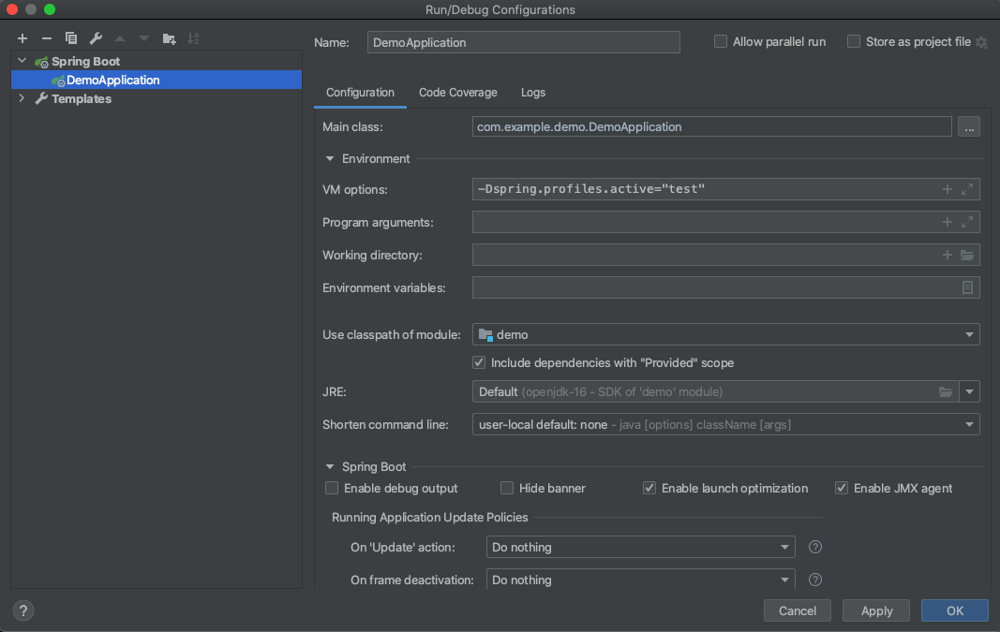 Run/Debug Configurations
Name: DemoApplication
Allow parallel run
Store as project file
Spring Boot
DemoApplication
Templates
Configuration Code Coverage Logs
Main class: com.example.demo.DemoApplication ...
Environment
VM options: -Dspring.profiles.active="test"
Program arguments:
Working directory:
Environment variables:
Use classpath of module: demo
Include dependencies with "Provided" scope
JRE: Default (openjdk-16 - SDK of 'demo' module)
Shorten command line: user-local default: none - java [options] className [args]
Spring Boot
Enable debug output Hide banner Enable launch optimization Enable JMX agent
Running Application Update Policies
On 'Update' action: Do nothing ?
On frame deactivation: Do nothing ?
? Cancel Apply OK